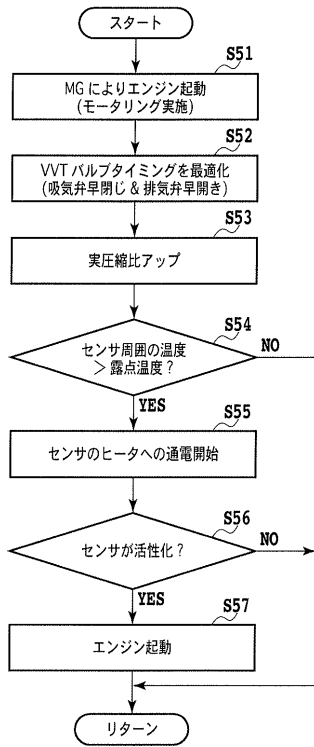 スタート
S51
MGによりエンジン起動
(モータリング実施)
S52
VVTバルブタイミングを最適化
(吸気弁早閉じ & 排気弁早開き)
S53
実圧縮比アップ
S54
センサ周囲の温度
> 露点温度?
NO
YES
S55
センサのヒータへの通電開始
S56
センサが活性化?
NO
YES
S57
エンジン起動
リターン